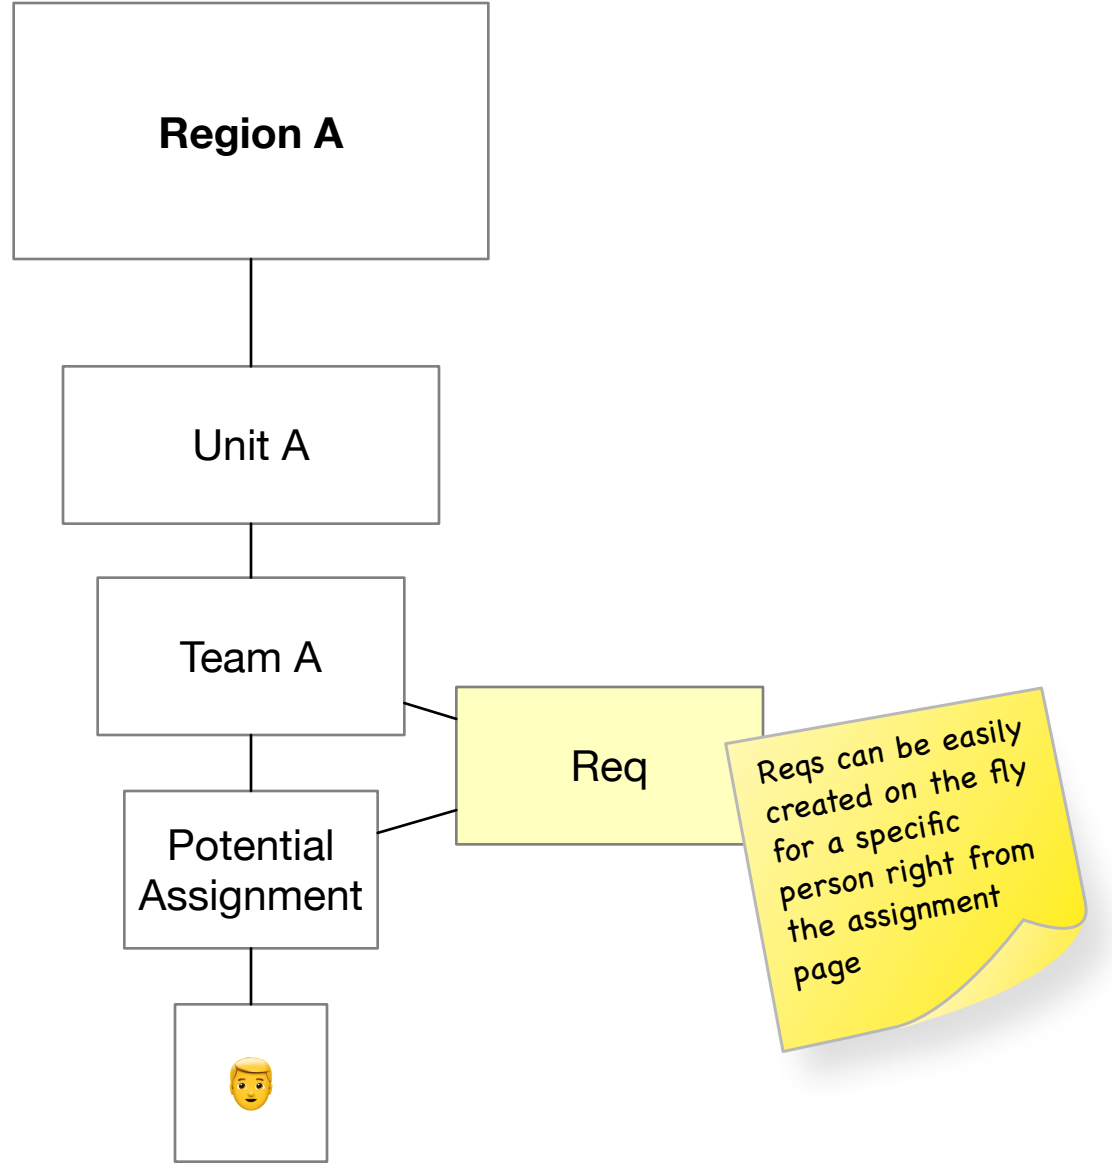 Region A
Unit A
Team A
Req
Potential
Assignment
Reqs can be easily
created on the fly
for a specific
person right from
the assignment
page